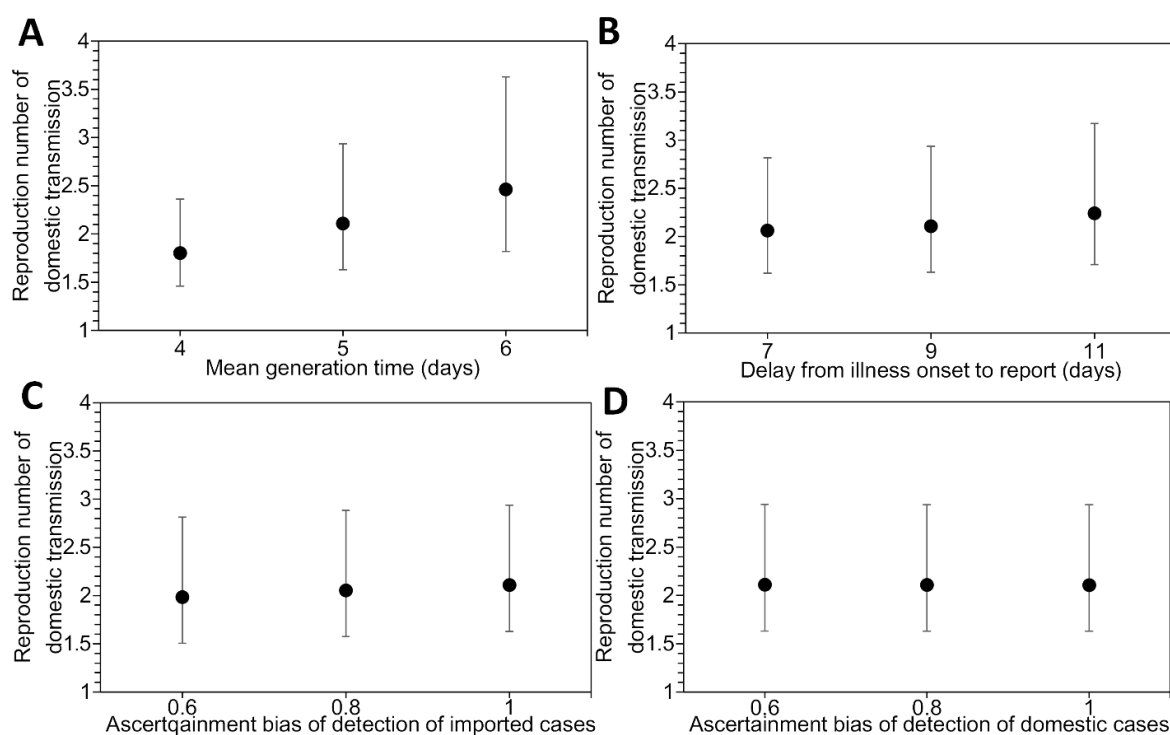 A
Reproduction number of
domestic transmission
4
3.5
3
2.5
2
1.5
1
4
5
6
Mean generation time (days)
B
Reproduction number of
domestic transmission
4
3.5
3
2.5
2
1.5
1
7
9
11
Delay from illness onset to report (days)
C
Reproduction number of
domestic transmission
4
3.5
3
2.5
2
1.5
1
0.6
0.8
1
Ascertqainment bias of detection of imported cases
D
Reproduction number of
domestic transmission
4
3.5
3
2.5
2
1.5
1
0.6
0.8
1
Ascertainment bias of detection of domestic cases